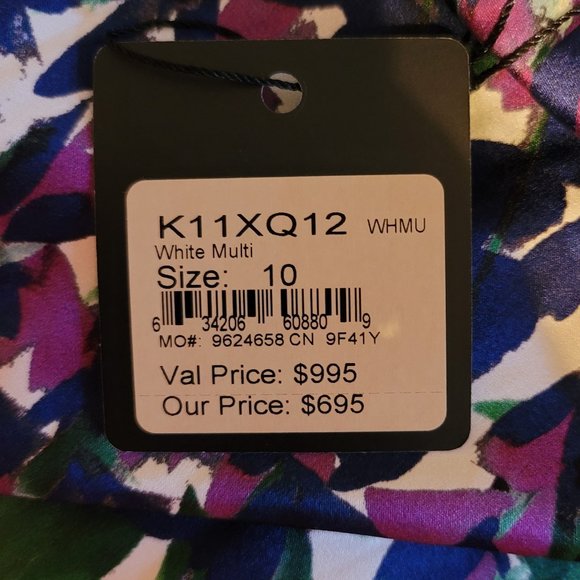 K11XQ12 WHMU
White Multi
Size: 10
6 34206 60880 9
MO#: 9624658 CN 9F41Y
Val Price: $995
Our Price: $695